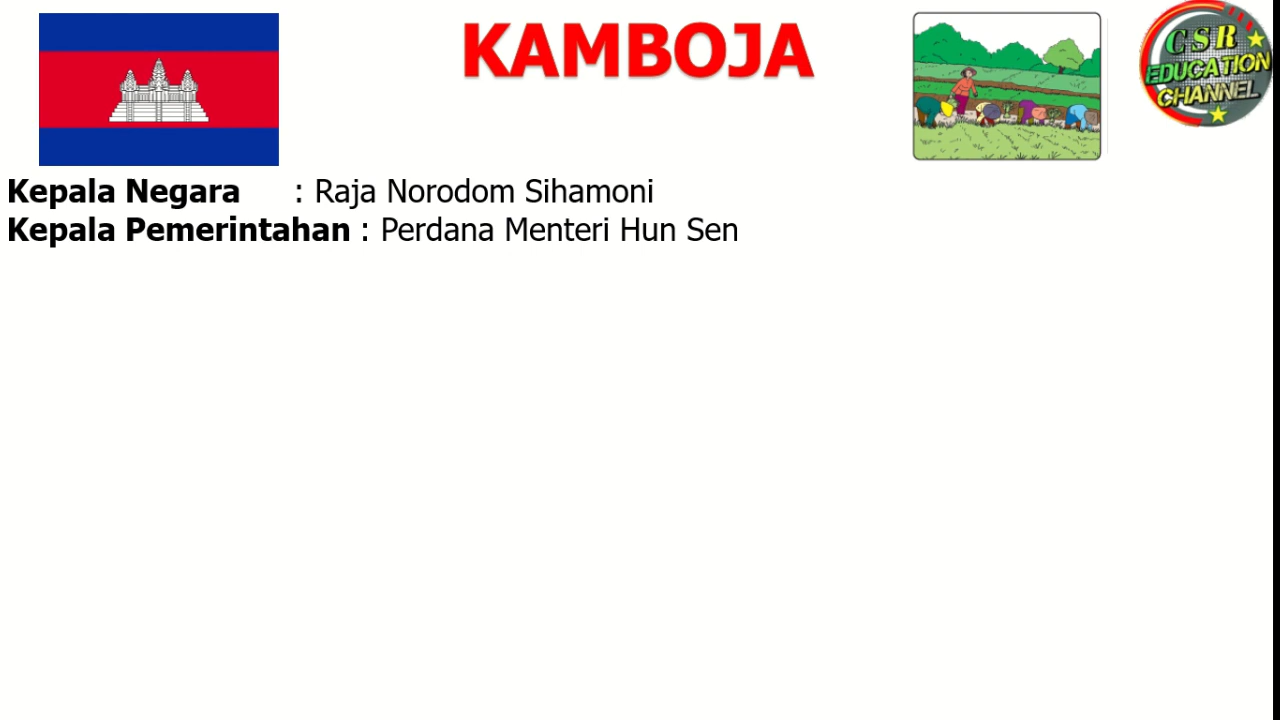 KAMBOJA
CSR
EDUCATION
CHANNEL
Kepala Negara : Raja Norodom Sihamoni
Kepala Pemerintahan : Perdana Menteri Hun Sen